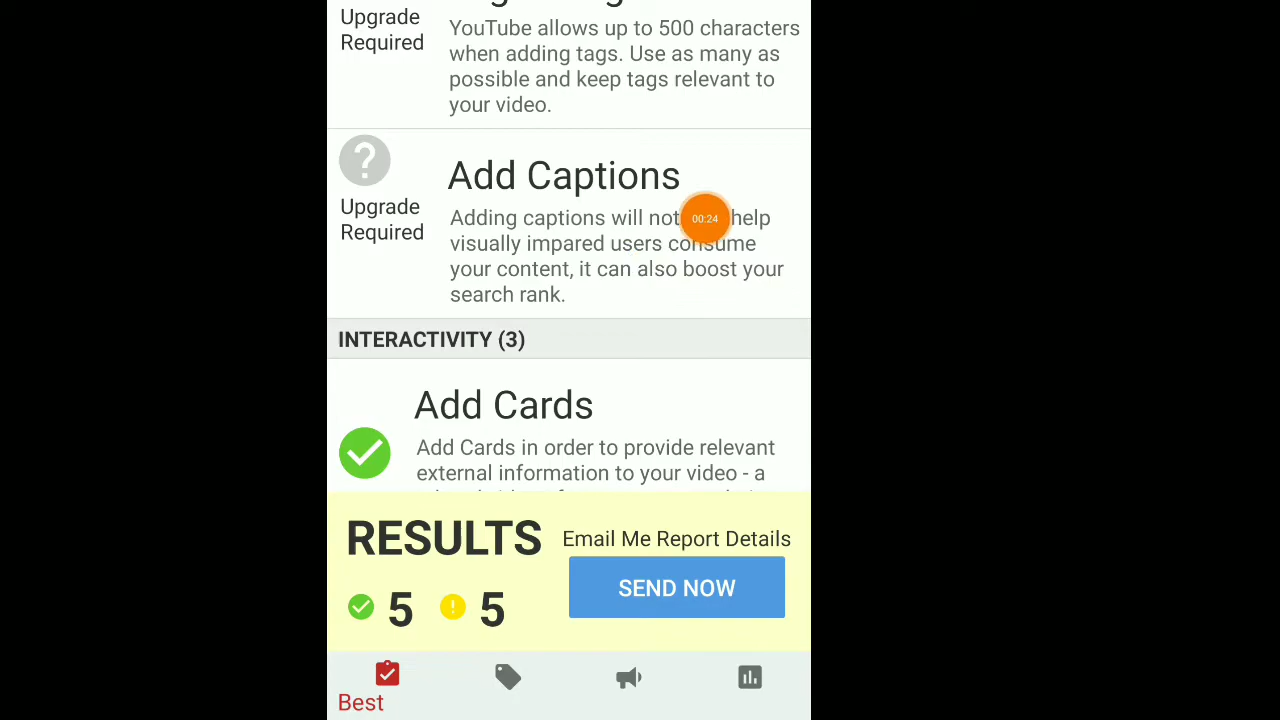 Upgrade
Required
YouTube allows up to 500 characters
when adding tags. Use as many as
possible and keep tags relevant to
your video.
Add Captions
Upgrade
Required
Adding captions will not help
00:24
visually impared users consume
your content, it can also boost your
search rank.
INTERACTIVITY (3)
Add Cards
Add Cards in order to provide relevant
external information to your video - a
RESULTS
Email Me Report Details
SEND NOW
5 5
Best